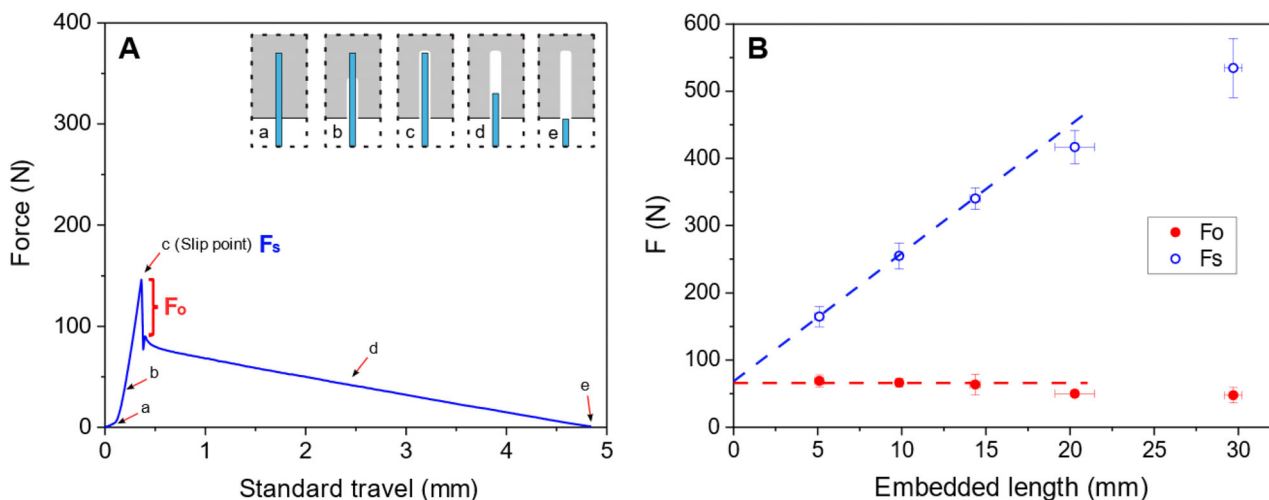 A
400
300
200
100
0
Force (N)
0 1 2 3 4 5
Standard travel (mm)
a b c d e
c (Slip point) Fs
Fo
b
a
d
e
B
600
500
400
300
200
100
0
F (N)
0 5 10 15 20 25 30
Embedded length (mm)
Fo
Fs